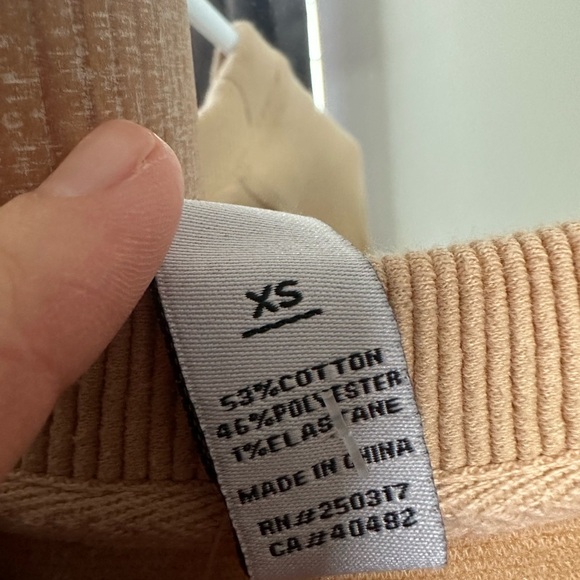 XS
53%COTTON
46%POLYESTER
1%ELASTANE
MADE IN CHINA
RN#250317
CA#40482